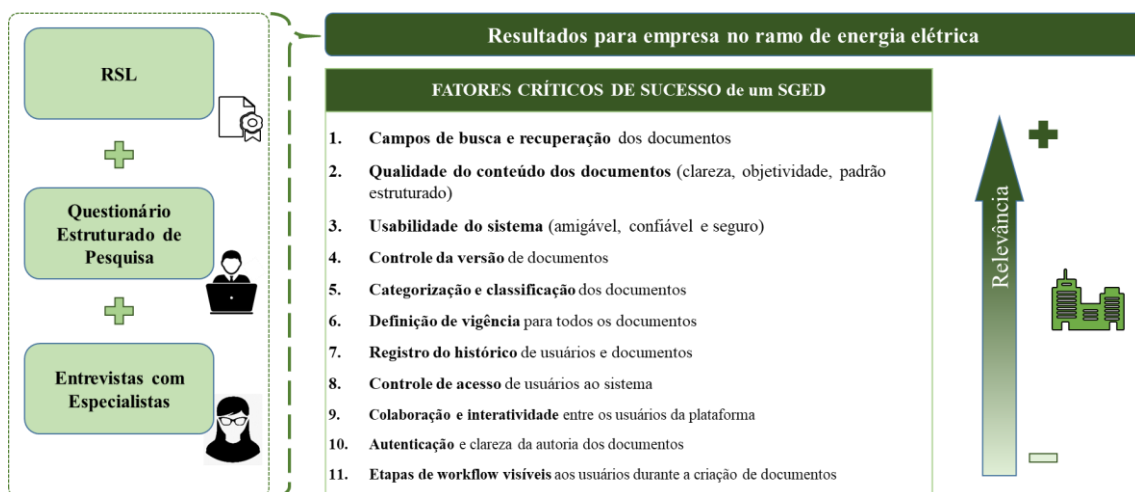 RSL
Questionário
Estruturado de
Pesquisa
Entrevistas com
Especialistas
Resultados para empresa no ramo de energia elétrica
FATORES CRÍTICOS DE SUCESSO de um SGED
1. Campos de busca e recuperação dos documentos
2. Qualidade do conteúdo dos documentos (clareza, objetividade, padrão
estruturado)
3. Usabilidade do sistema (amigável, confiável e seguro)
4. Controle da versão de documentos
5. Categorização e classificação dos documentos
6. Definição de vigência para todos os documentos
7. Registro do histórico de usuários e documentos
8. Controle de acesso de usuários ao sistema
9. Colaboração e interatividade entre os usuários da plataforma
10. Autenticação e clareza da autoria dos documentos
11. Etapas de workflow visíveis aos usuários durante a criação de documentos
Relevância